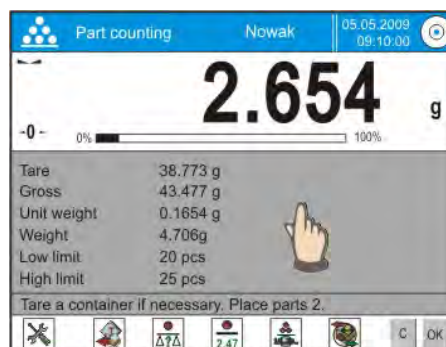 Part counting Nowak 05.05.2009
09:10:00
2.654 g
-0- 0% 100%
Tare 38.773 g
Gross 43.477 g
Unit weight 0.1654 g
Weight 4.706g
Low limit 20 pcs
High limit 25 pcs
Tare a container if necessary. Place parts 2.
?
2.47
C OK